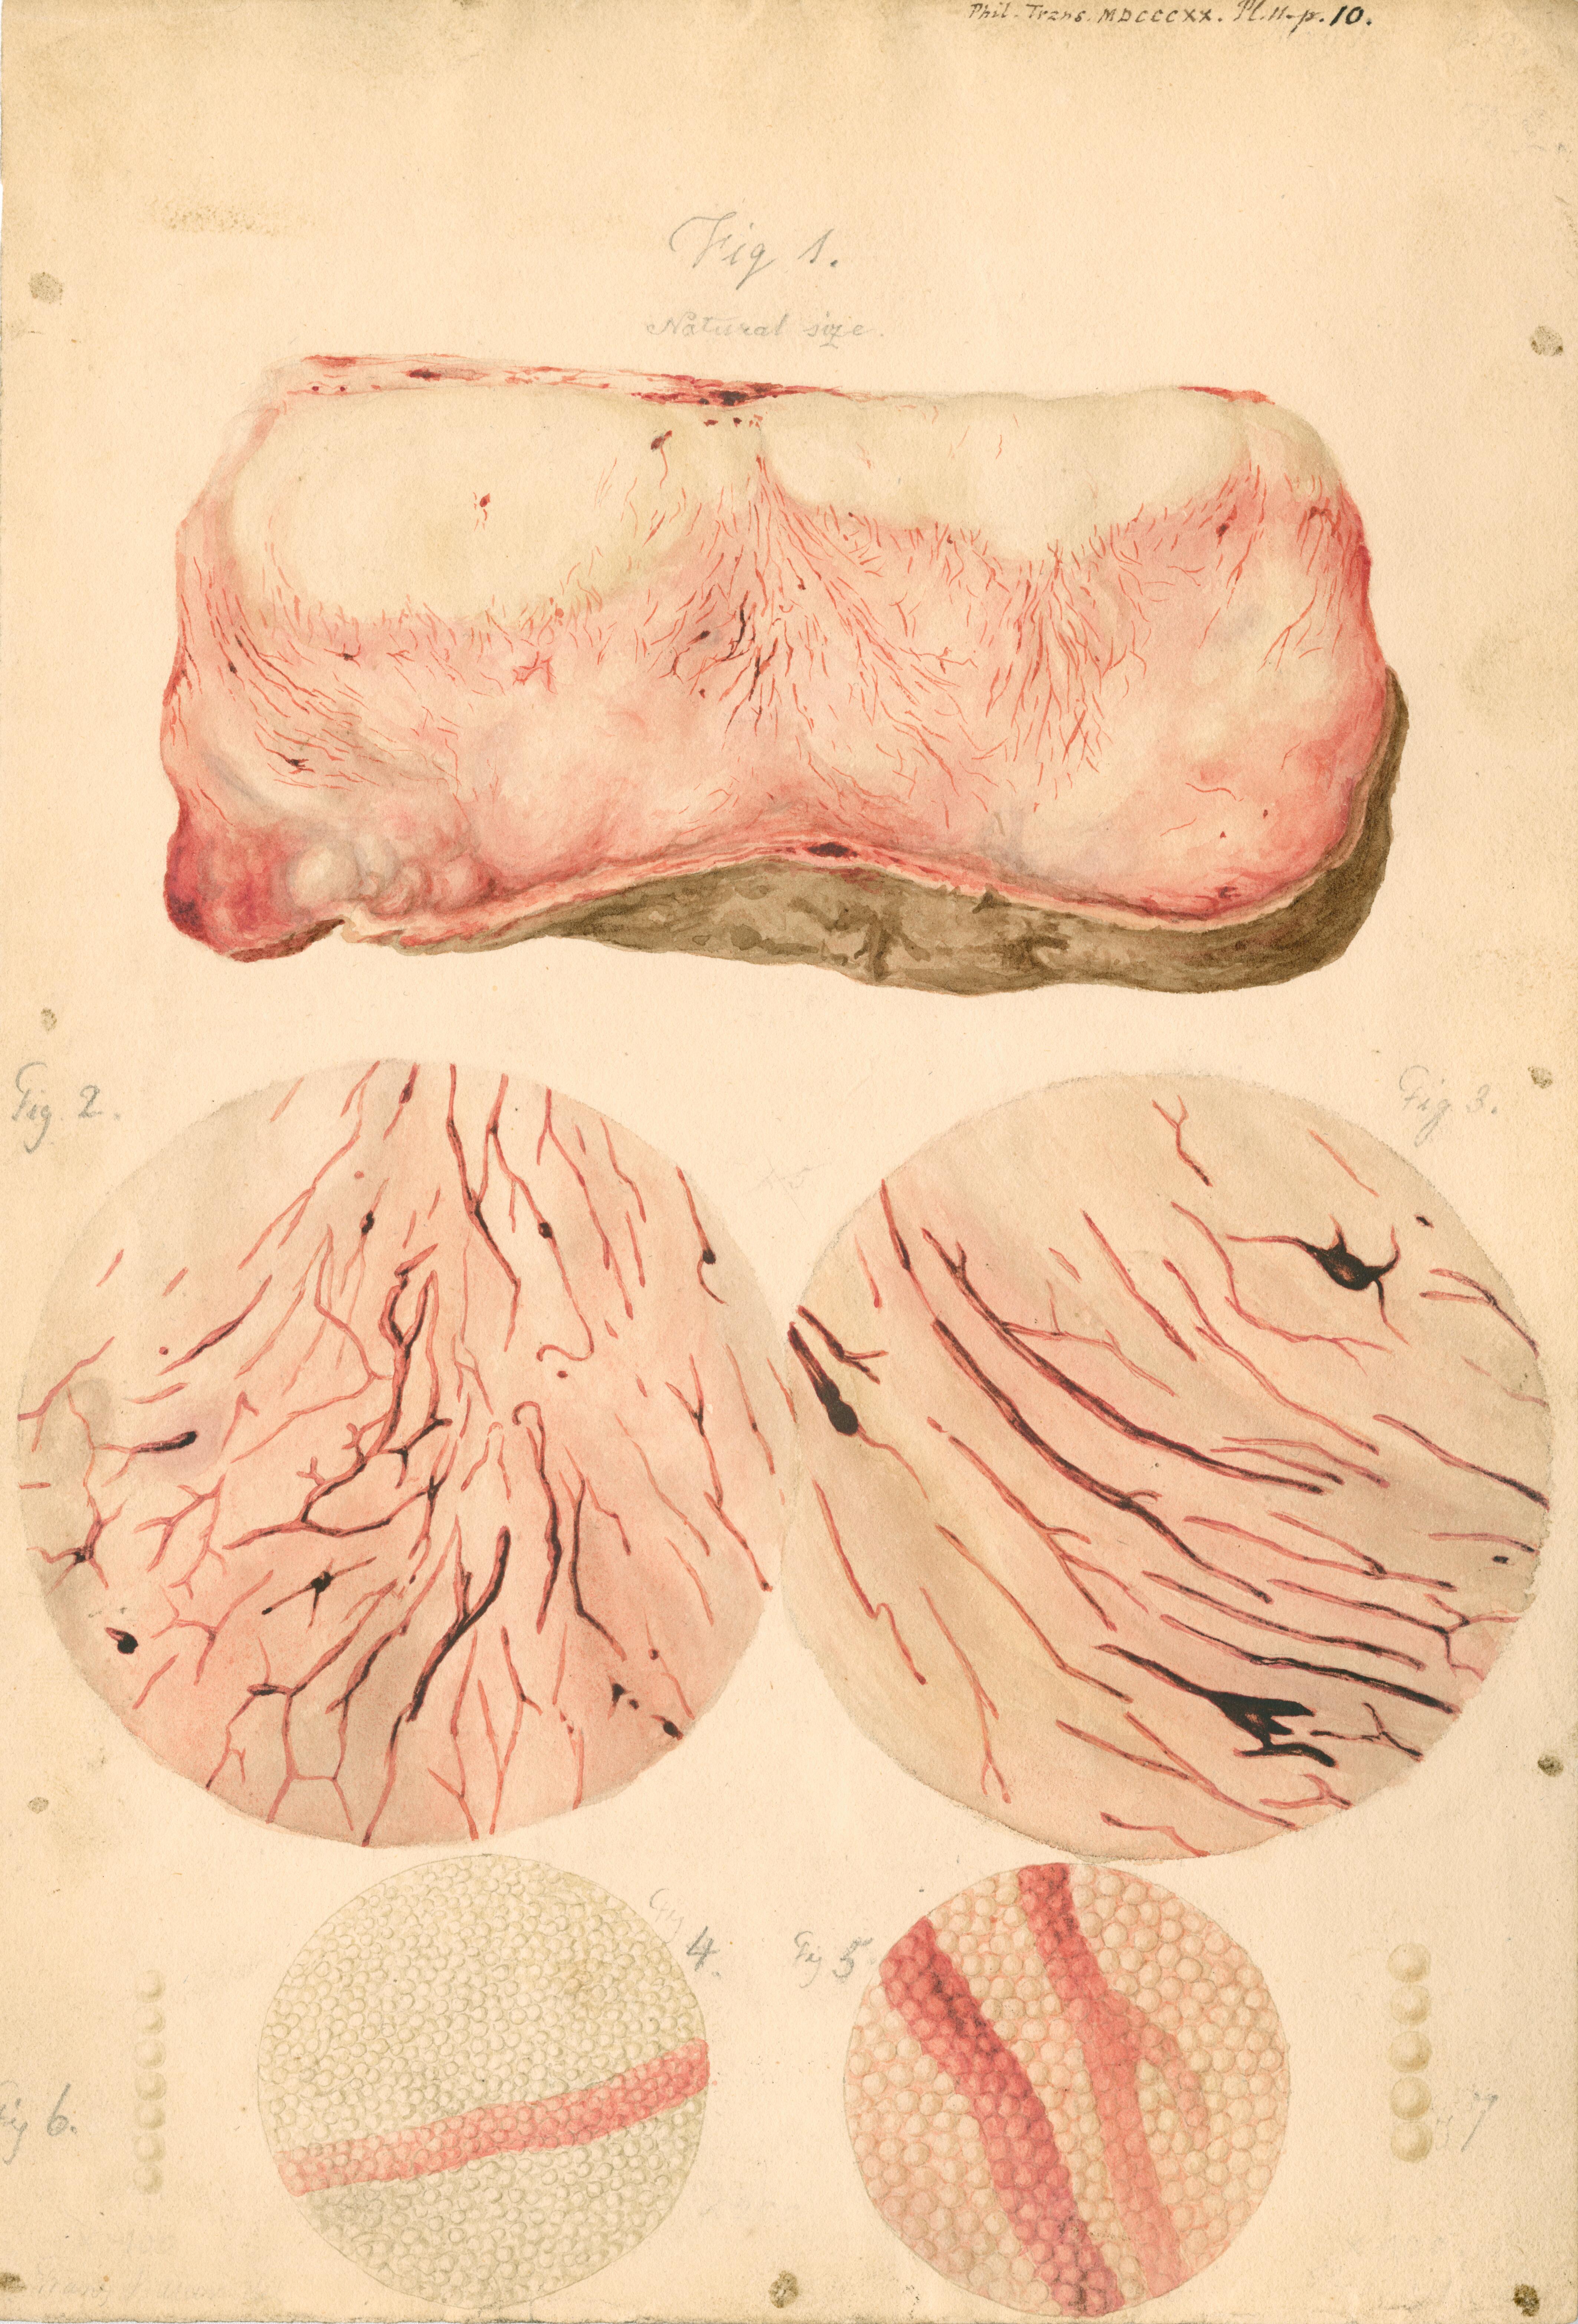 Phil. Trans. MDCCCXX. Pl. II. p. 10.
Fig 1.
Natural size.
Fig 2.
Fig 3.
Fig 4.
Fig 5
Fig 6.
7